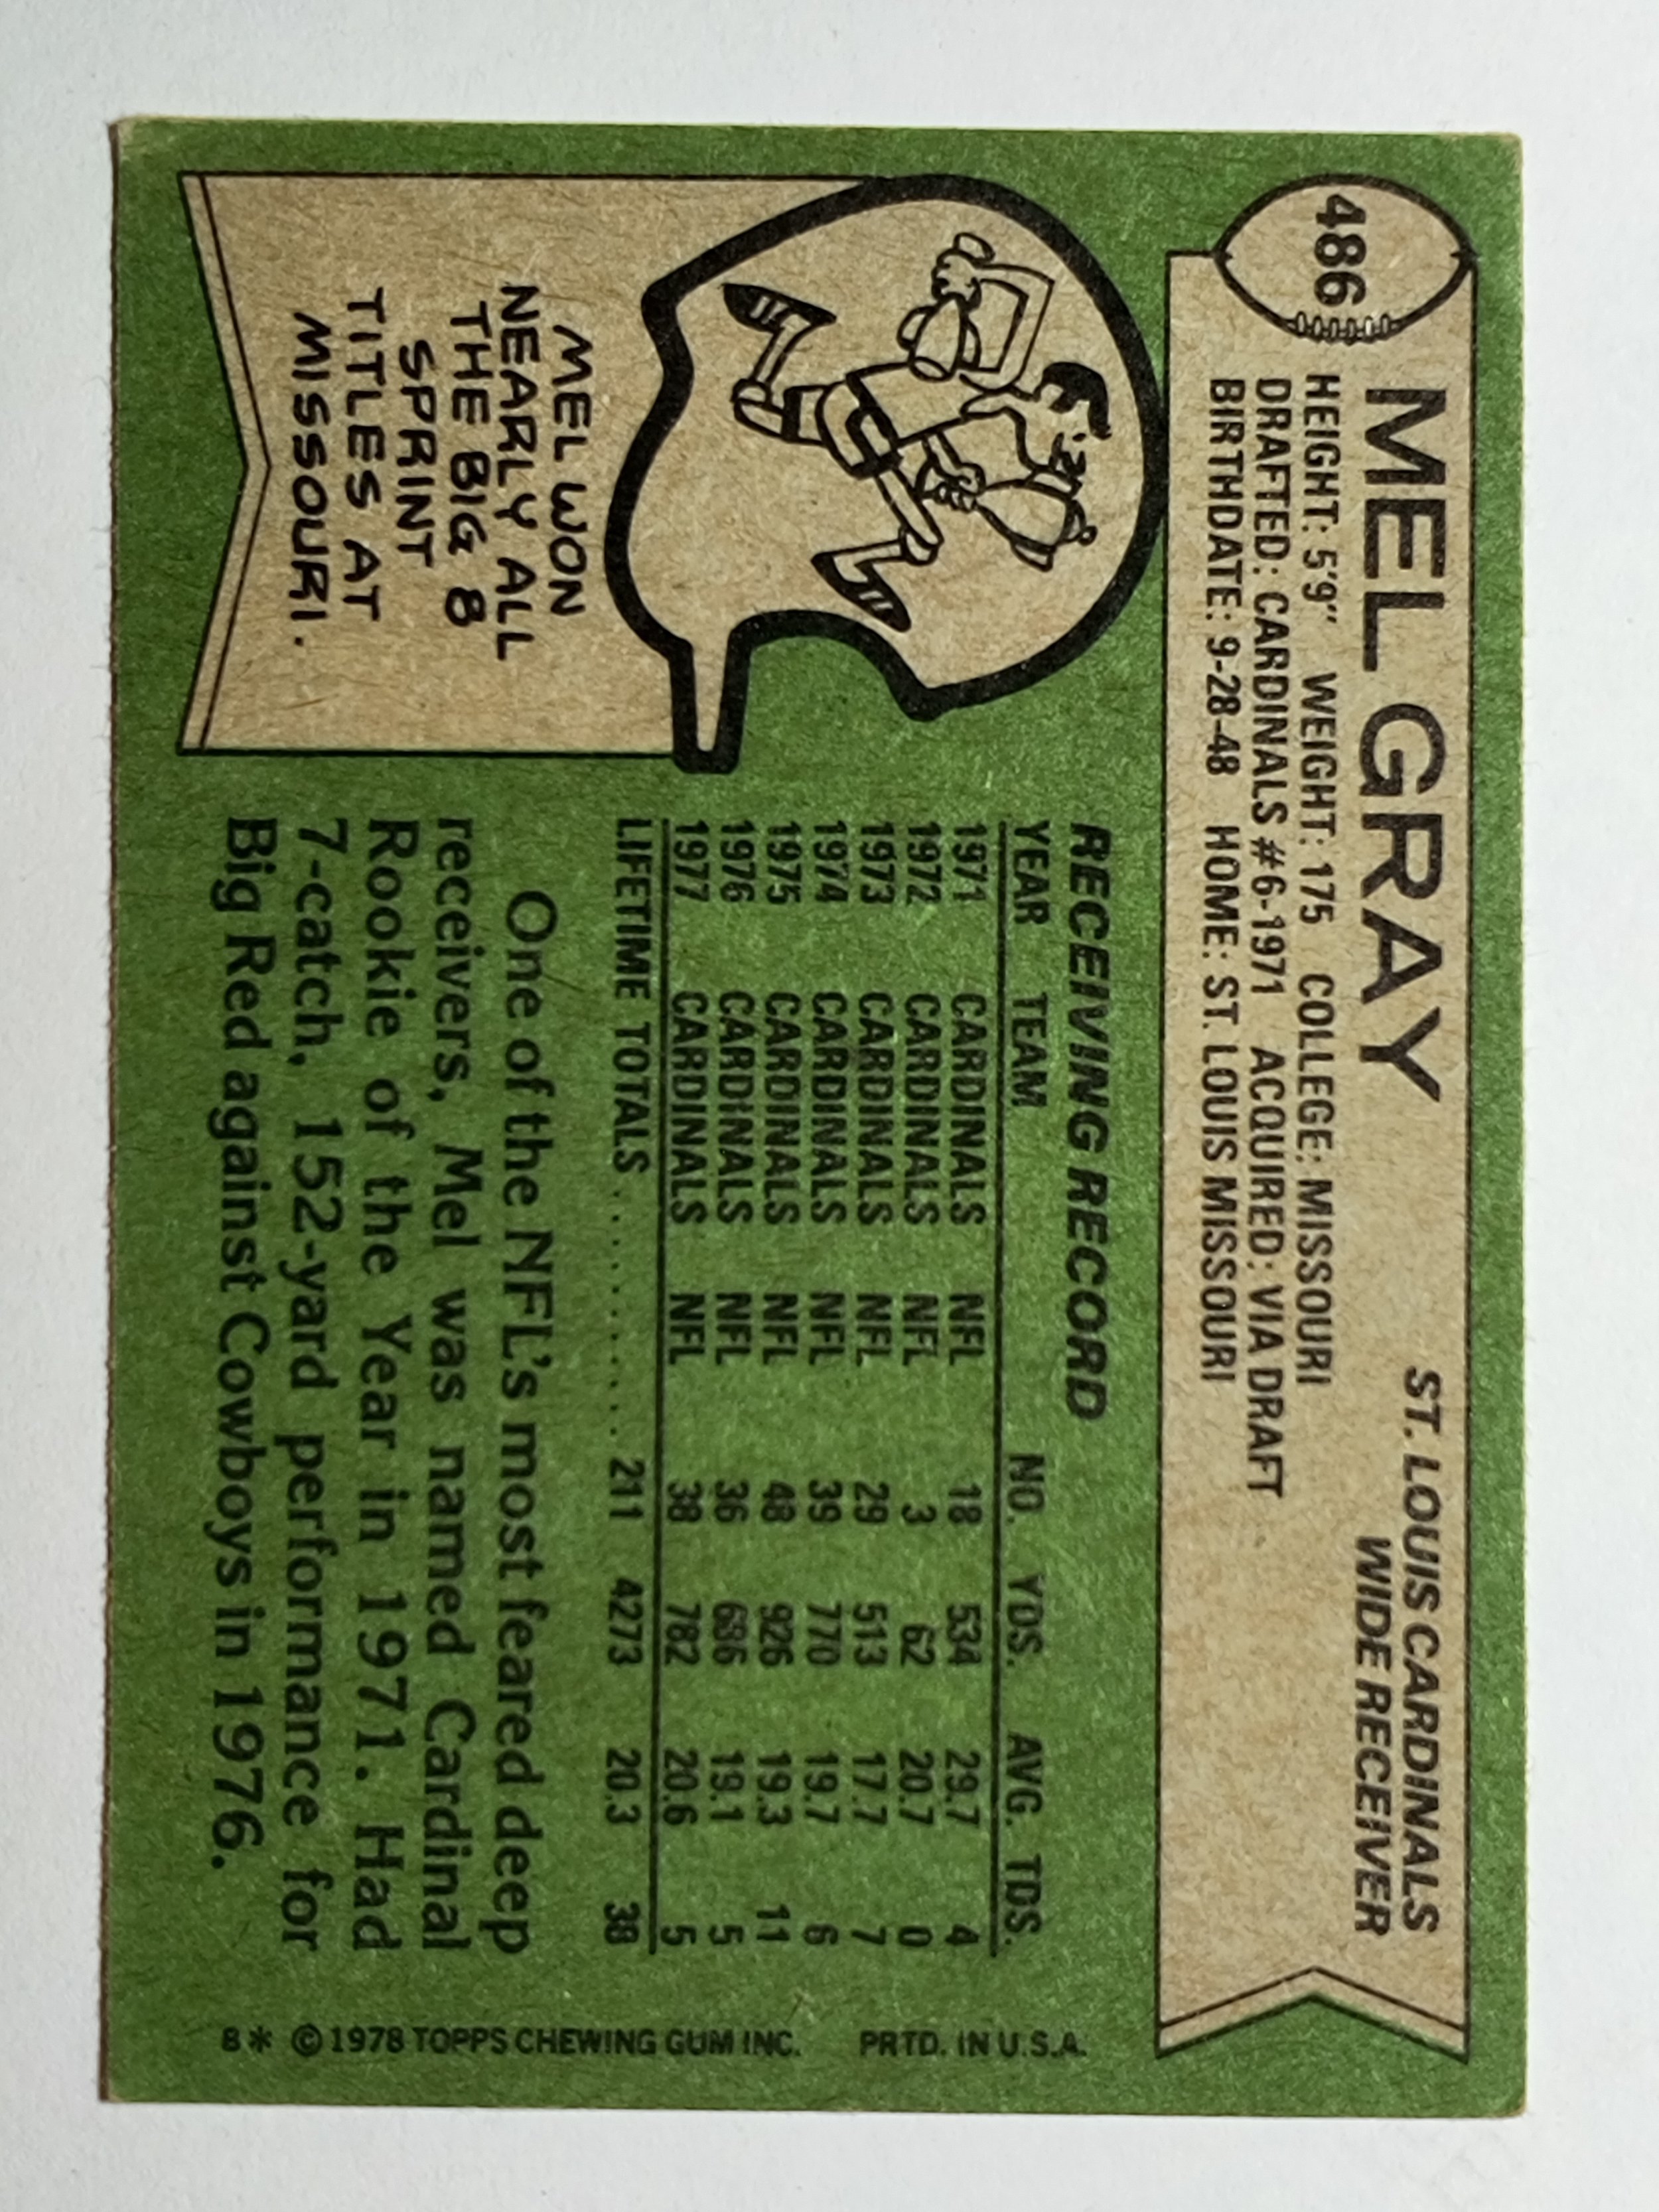 486
MEL GRAY
ST. LOUIS CARDINALS
WIDE RECEIVER
HEIGHT: 5'9" WEIGHT: 175 COLLEGE: MISSOURI
DRAFTED: CARDINALS #6-1971 ACQUIRED: VIA DRAFT
BIRTHDATE: 9-28-48 HOME: ST. LOUIS MISSOURI
MEL WON
NEARLY ALL
THE BIG 8
SPRINT
TITLES AT
MISSOURI.
RECEIVING RECORD
YEAR TEAM NO. YDS. AVG. TDS.
1971 CARDINALS NFL 18 534 29.7 4
1972 CARDINALS NFL 3 62 20.7 0
1973 CARDINALS NFL 29 513 17.7 7
1974 CARDINALS NFL 39 770 19.7 6
1975 CARDINALS NFL 48 926 19.3 11
1976 CARDINALS NFL 36 686 19.1 5
1977 CARDINALS NFL 38 782 20.6 5
LIFETIME TOTALS .......... 211 4273 20.3 38
One of the NFL's most feared deep
receivers, Mel was named Cardinal
Rookie of the Year in 1971. Had
7-catch, 152-yard performance for
Big Red against Cowboys in 1976.
8* © 1978 TOPPS CHEWING GUM INC. PRTD. IN U.S.A.